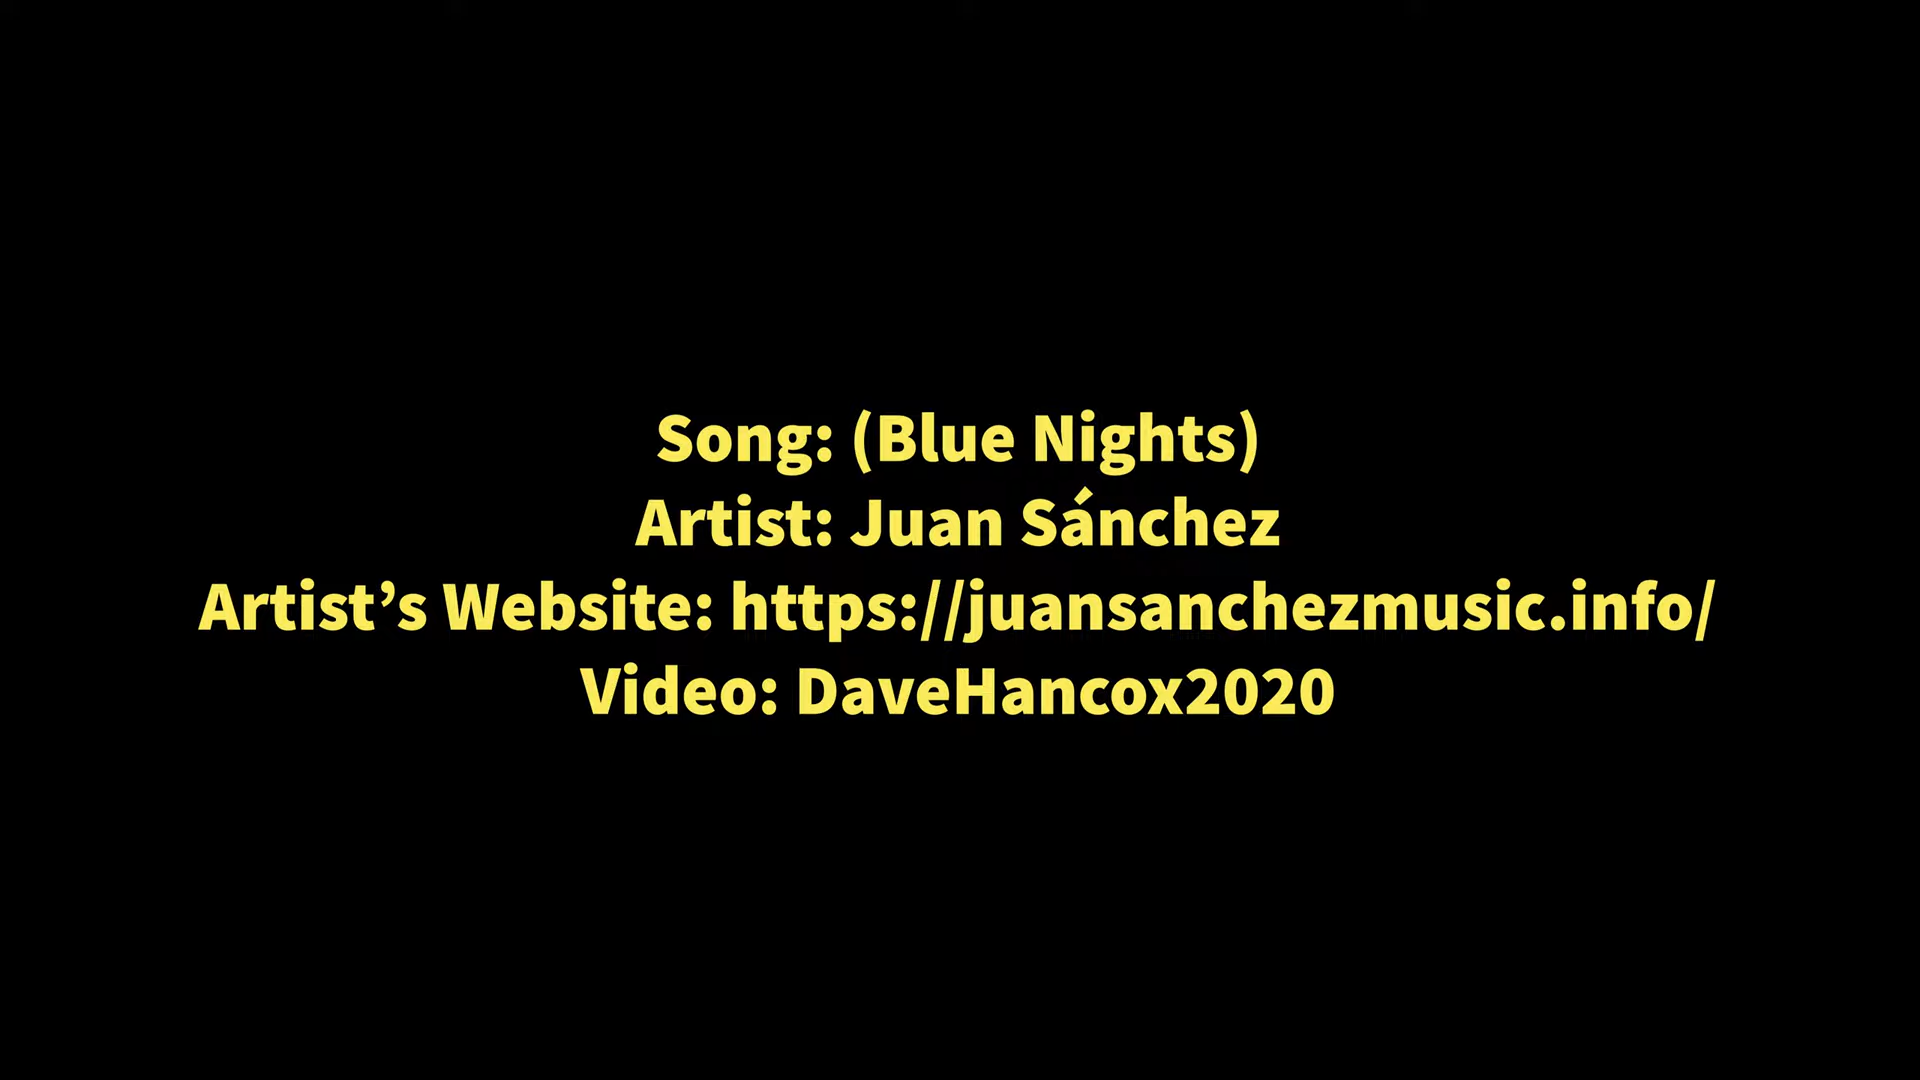 Song: (Blue Nights)
Artist: Juan Sánchez
Artist’s Website: https://juansanchezmusic.info/
Video: DaveHancox2020